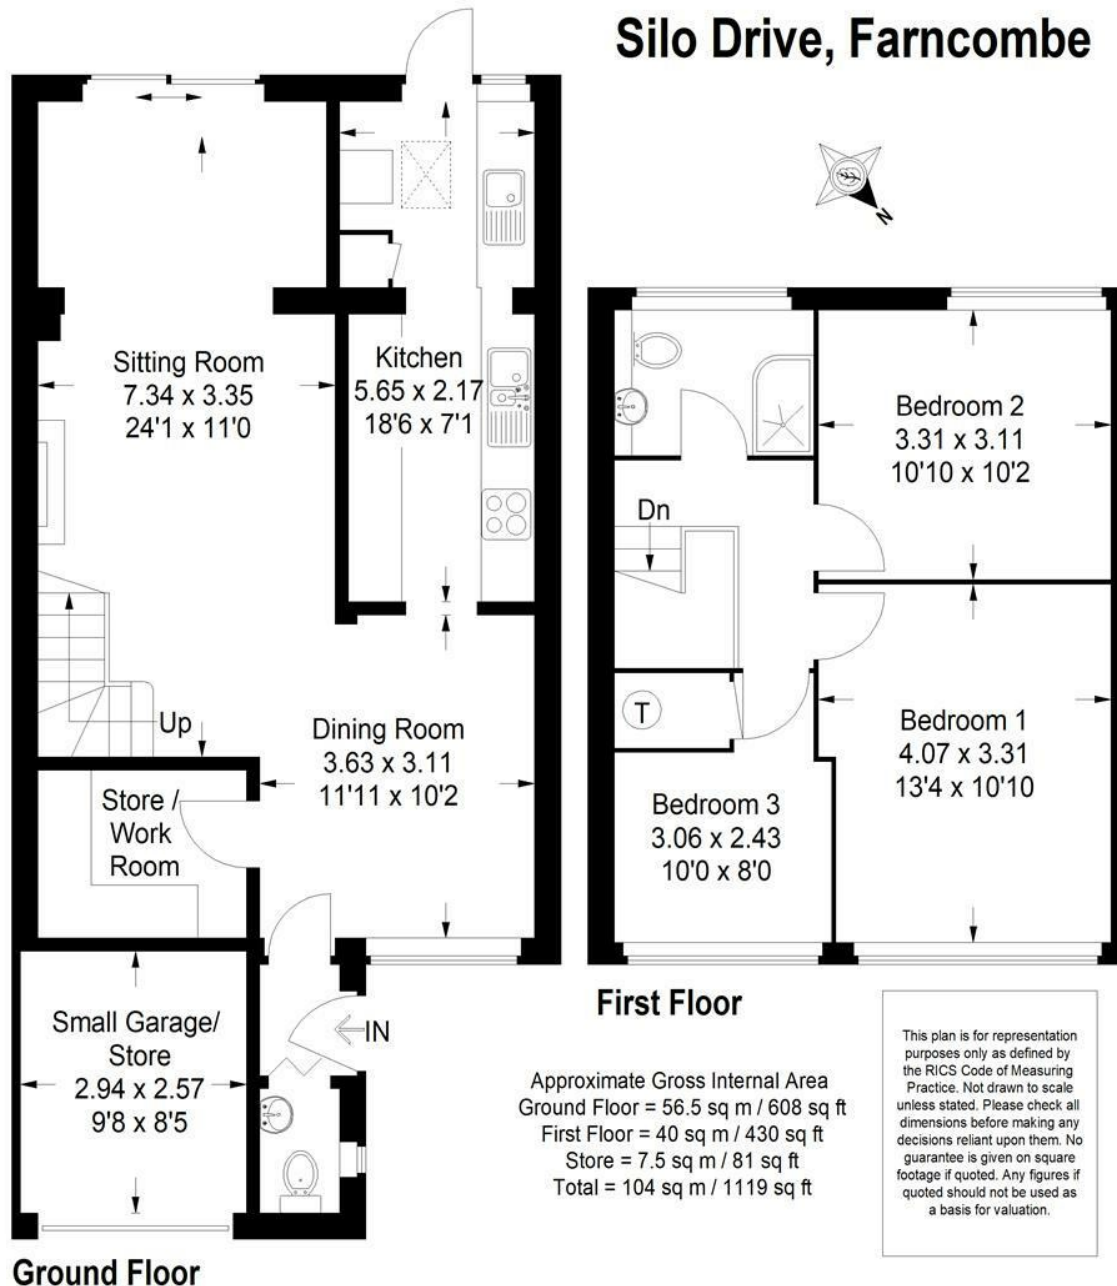 Silo Drive, Farncombe
N
Sitting Room
7.34 x 3.35
24'1 x 11'0
Kitchen
5.65 x 2.17
18'6 x 7'1
Up
Dining Room
3.63 x 3.11
11'11 x 10'2
Store /
Work
Room
Small Garage/
Store
2.94 x 2.57
9'8 x 8'5
IN
Ground Floor
Bedroom 2
3.31 x 3.11
10'10 x 10'2
Dn
T
Bedroom 1
4.07 x 3.31
13'4 x 10'10
Bedroom 3
3.06 x 2.43
10'0 x 8'0
First Floor
Approximate Gross Internal Area
Ground Floor = 56.5 sq m / 608 sq ft
First Floor = 40 sq m / 430 sq ft
Store = 7.5 sq m / 81 sq ft
Total = 104 sq m / 1119 sq ft
This plan is for representation
purposes only as defined by
the RICS Code of Measuring
Practice. Not drawn to scale
unless stated. Please check all
dimensions before making any
decisions reliant upon them. No
guarantee is given on square
footage if quoted. Any figures if
quoted should not be used as
a basis for valuation.